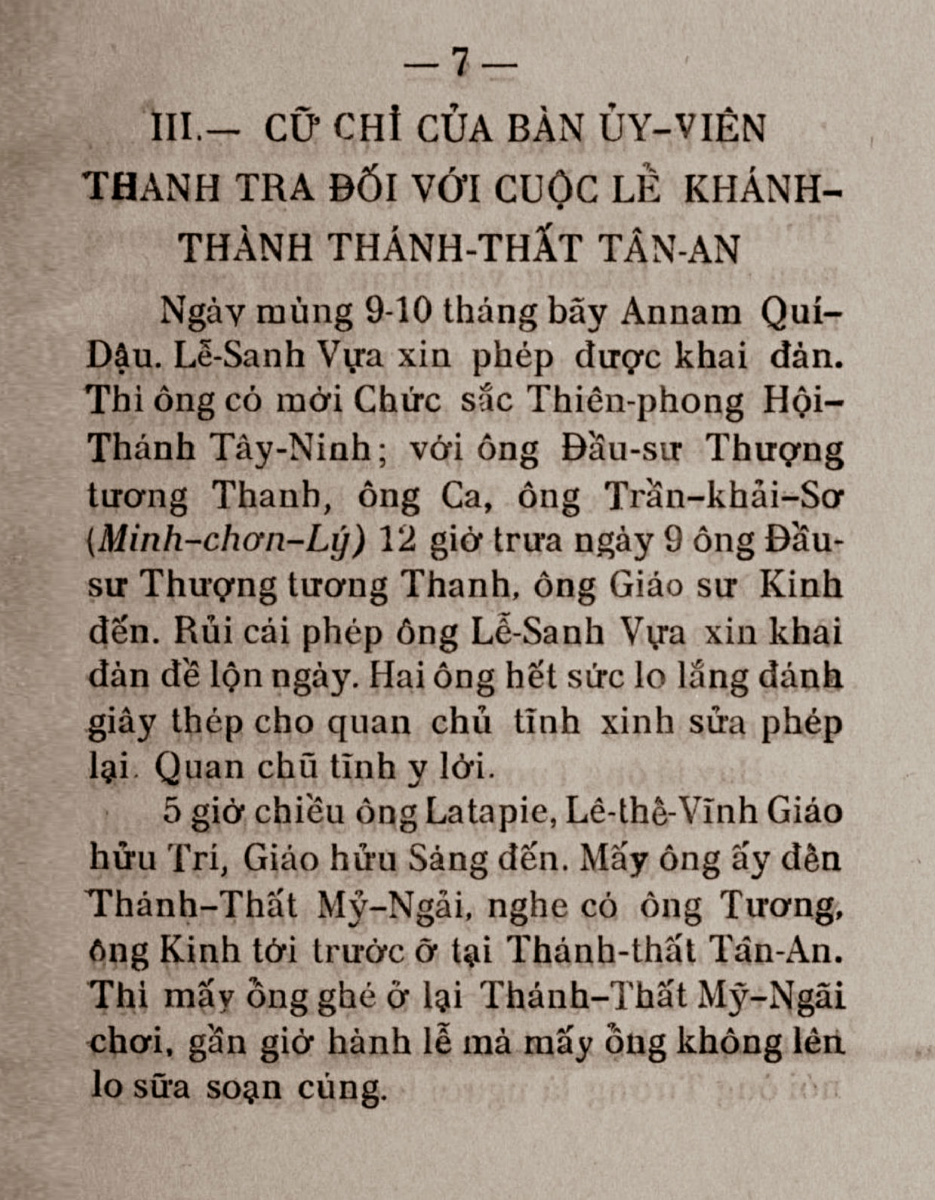 — 7 —
III.— CỮ CHỈ CỦA BÀN ỦY-VIÊN
THANH TRA ĐỐI VỚI CUỘC LỄ KHÁNH-
THÀNH THÁNH-THẤT TÂN-AN
Ngày mùng 9-10 tháng bãy Annam Quí-
Dậu. Lễ-Sanh Vựa xin phép được khai đàn.
Thì ông có mời Chức sắc Thiên-phong Hội-
Thánh Tây-Ninh; với ông Đầu-sư Thượng
tương Thanh, ông Ca, ông Trần-khải-Sơ
(Minh-chơn-Lý) 12 giờ trưa ngày 9 ông Đầu-
sư Thượng tương Thanh, ông Giáo sư Kinh
đến. Rủi cái phép ông Lễ-Sanh Vựa xin khai
đàn đề lộn ngày. Hai ông hết sức lo lắng đánh
giây thép cho quan chủ tĩnh xinh sửa phép
lại. Quan chũ tĩnh y lời.
5 giờ chiều ông Latapie, Lê-thề-Vĩnh Giáo
hửu Trí, Giáo hửu Sáng đến. Mấy ông ấy đền
Thánh-Thất Mỷ-Ngải, nghe có ông Tương,
ông Kinh tới trước ỡ tại Thánh-thất Tân-An.
Thì mấy ổng ghé ở lại Thánh-Thất Mỹ-Ngãi
chơi, gần giờ hành lễ mà mấy ổng không lên
lo sữa soạn cúng.